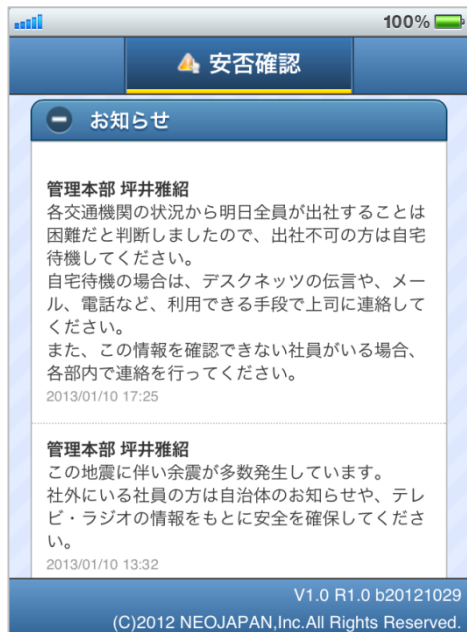 100%
安否確認
お知らせ
管理本部 坪井雅紹
各交通機関の状況から明日全員が出社することは
困難だと判断しましたので、出社不可の方は自宅
待機してください。
自宅待機の場合は、デスクネッツの伝言や、メー
ル、電話など、利用できる手段で上司に連絡して
ください。
また、この情報を確認できない社員がいる場合、
各部内で連絡を行ってください。
2013/01/10 17:25
管理本部 坪井雅紹
この地震に伴い余震が多数発生しています。
社外にいる社員の方は自治体のお知らせや、テレ
ビ・ラジオの情報をもとに安全を確保してくださ
い。
2013/01/10 13:32
V1.0 R1.0 b20121029
(C)2012 NEOJAPAN,Inc.All Rights Reserved.